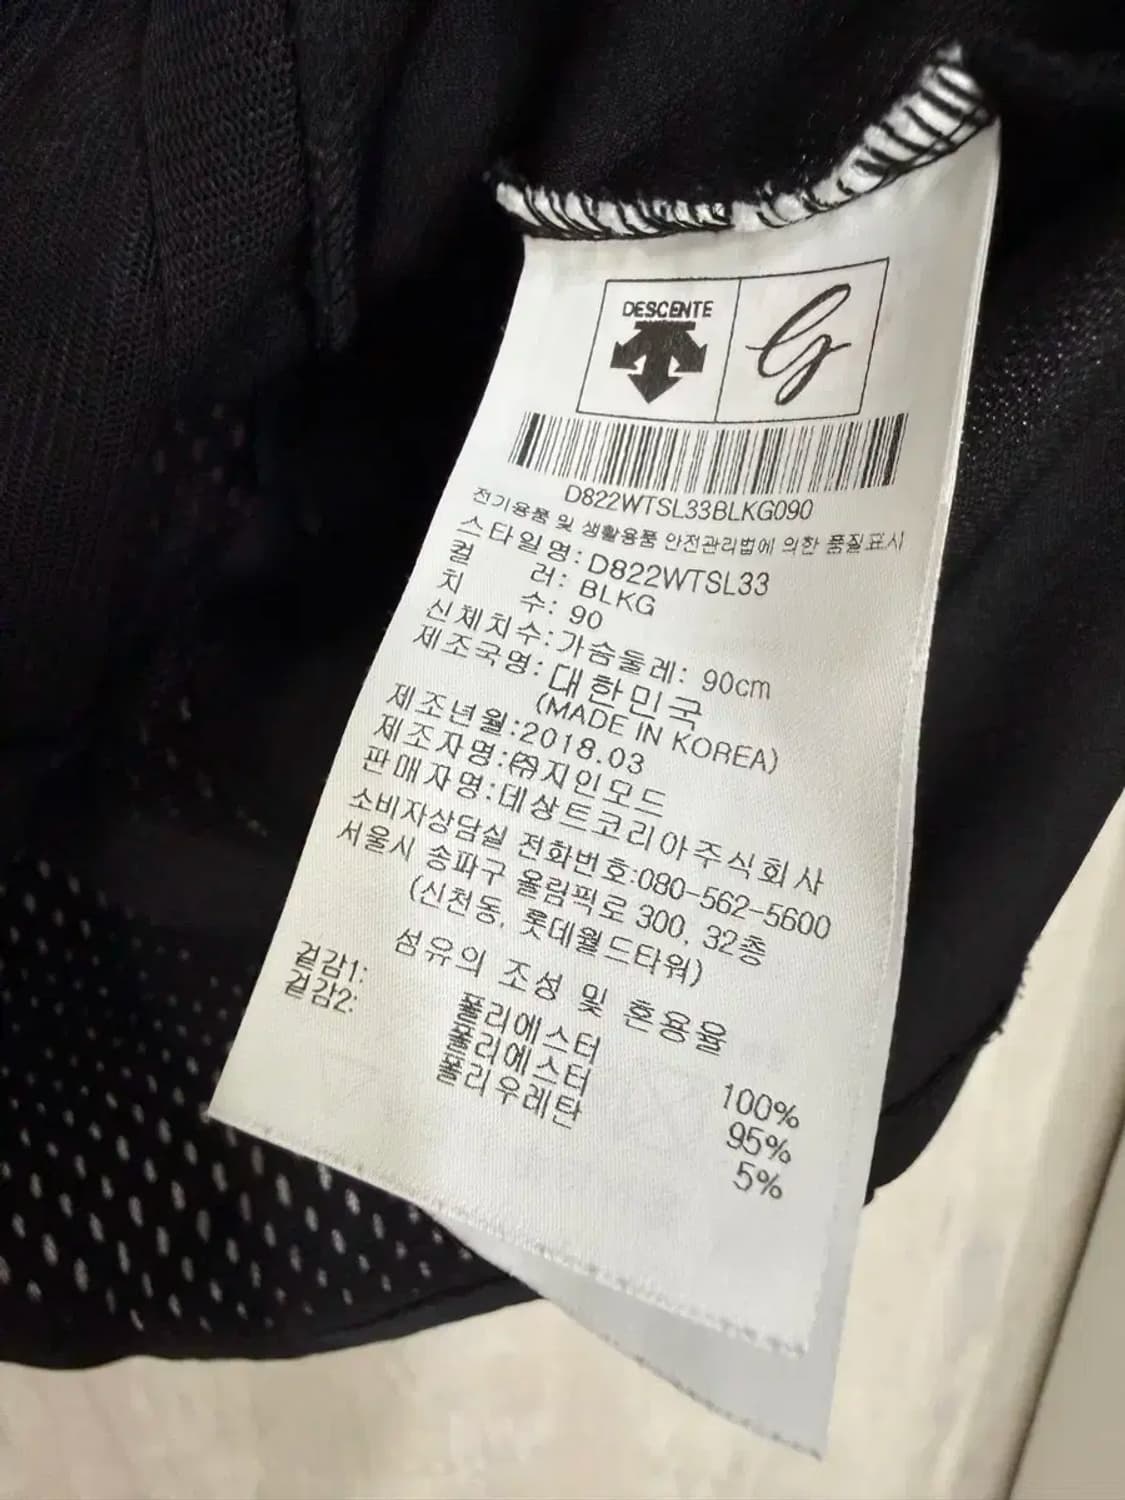 DESCENTE
G
D822WTSL33BLKG090
전기용품 및 생활용품 안전관리법에 의한 품질표시
스타일명: D822WTSL33
컬 러: BLKG
치 수: 90
신체치수: 가슴둘레: 90cm
제조국명: 대한민국
(MADE IN KOREA)
제조년월:2018.03
제조자명:㈜지인모드
판매자명:데상트코리아주식회사
소비자상담실 전화번호:080-562-5600
서울시 송파구 올림픽로 300, 32층
(신천동, 롯데월드타워)
섬유의 조성 및 혼용율
겉감1: 폴리에스터 100%
겉감2: 폴리에스터 95%
폴리우레탄 5%